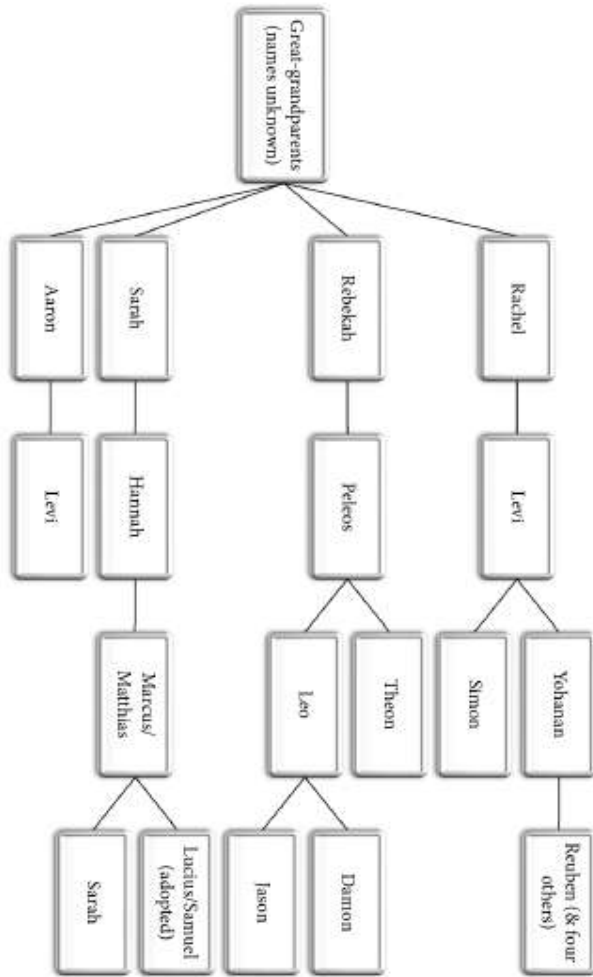 Great-grandparents
(names unknown)
Rachel
Rebekah
Sarah
Aaron
Levi
Peleos
Hannah
Levi
Yohanan
Simon
Theon
Leo
Marcus/
Matthias
Reuben (& four
others)
Damon
Jason
Lucius/Samuel
(adopted)
Sarah